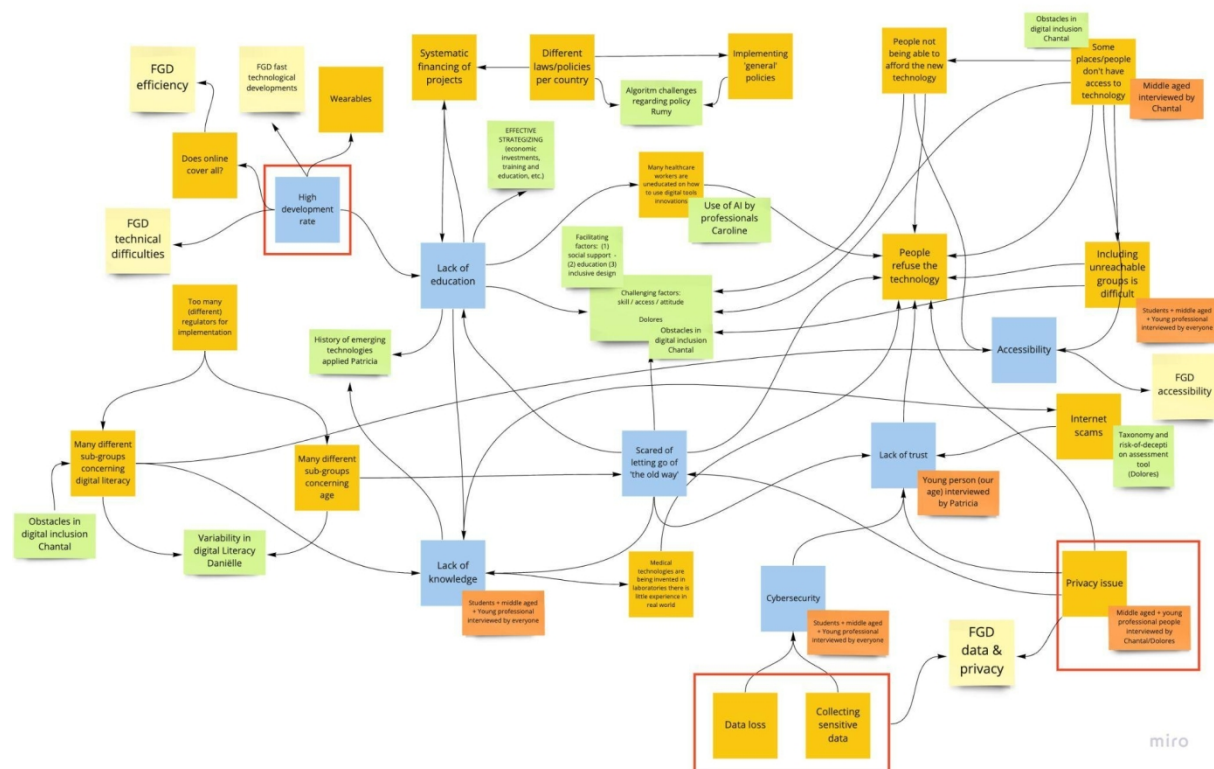 FGD
efficiency
FGD fast
technological
developments
Wearables
Does online
cover all?
High
development
rate
FGD
technical
difficulties
Systematic
financing of
projects
Different
laws/policies
per country
Implementing
'general'
policies
Algoritm challenges
regarding policy
Rumy
EFFECTIVE
STRATEGIZING
(economic
investments,
training and
education, etc.)
Many healthcare
workers are
uneducated on how
to use digital tools
innovations
Use of AI by
professionals
Caroline
People not
being able to
afford the new
technology
Obstacles in
digital inclusion
Chantal
Some
places/people
don't have
access to
technology
Middle aged
interviewed by
Chantal
Lack of
education
Facilitating
factors: (1)
social support -
(2) education (3)
inclusive design
Challenging factors:
skill / access / attitude
Dolores
Obstacles in
digital inclusion
Chantal
People
refuse the
technology
Including
unreachable
groups is
difficult
Students + middle aged
+ Young professional
interviewed by everyone
Too many
(different)
regulators for
implementation
History of emerging
technologies
applied Patricia
Accessibility
FGD
accessibility
Many different
sub-groups
concerning
digital literacy
Many different
sub-groups
concerning
age
Scared of
letting go of
'the old way'
Lack of trust
Young person (our
age) interviewed
by Patricia
Internet
scams
Taxonomy and
risk-of-decepti
on assessment
tool
(Dolores)
Obstacles in
digital inclusion
Chantal
Variability in
digital Literacy
Daniëlle
Lack of
knowledge
Students + middle aged
+ Young professional
interviewed by everyone
Medical
technologies are
being invented in
laboratories there is
little experience in
real world
Cybersecurity
Students + middle aged
+ Young professional
interviewed by everyone
Privacy issue
Middle aged + young
professional people
interviewed by
Chantal/Dolores
FGD
data &
privacy
Data loss
Collecting
sensitive
data
miro